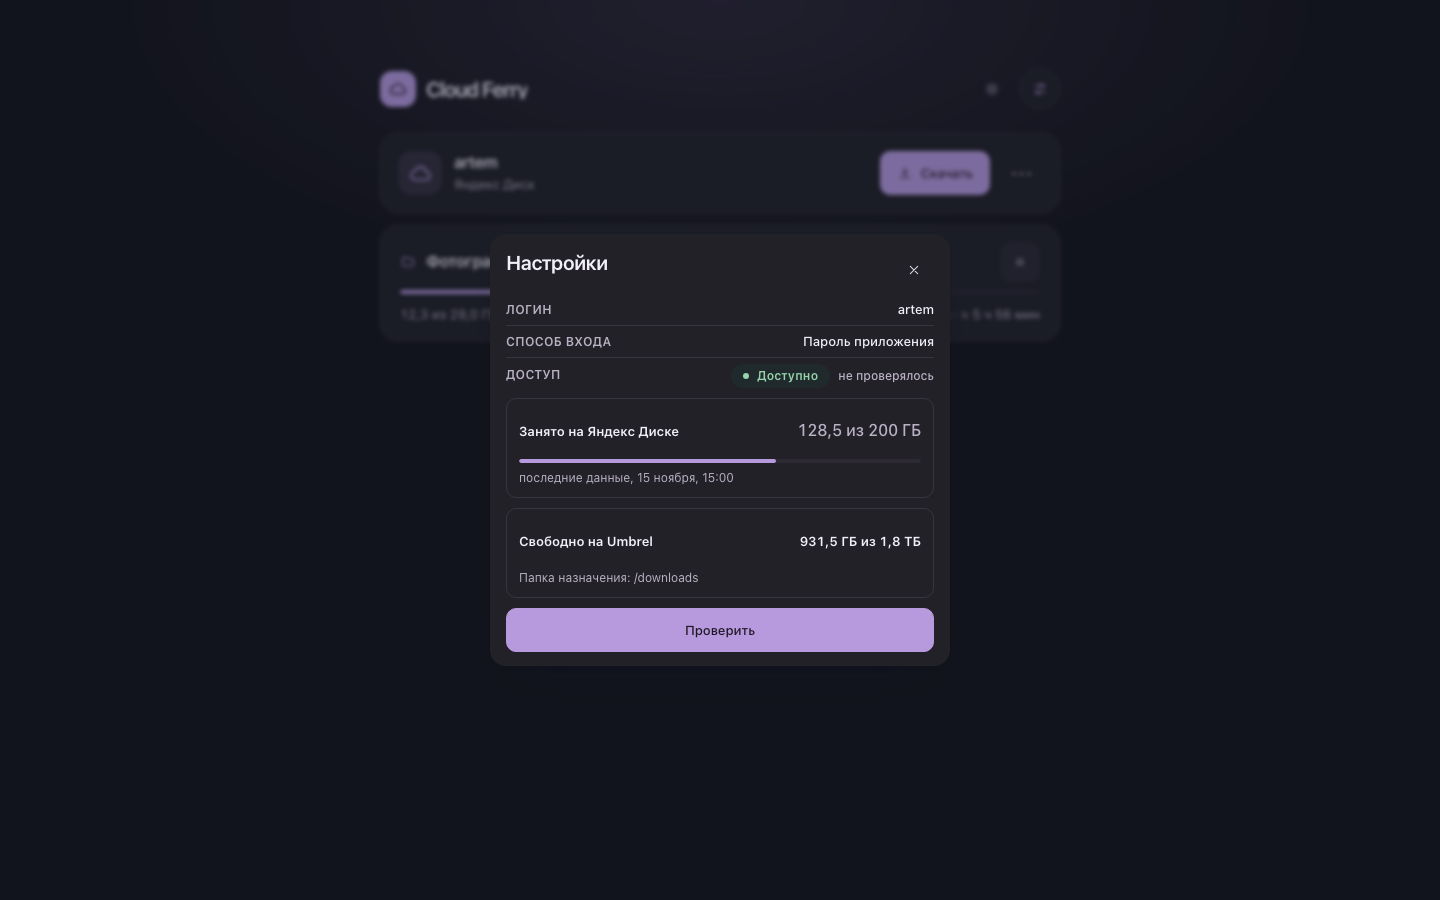 Cloud Ferry
artem
Яндекс Диск
Скачать
Настройки
ЛОГИН artem
СПОСОБ ВХОДА Пароль приложения
ДОСТУП Доступно не проверялось
Занято на Яндекс Диске 128,5 из 200 ГБ
последние данные, 15 ноября, 15:00
Свободно на Umbrel 931,5 ГБ из 1,8 ТБ
Папка назначения: /downloads
Проверить